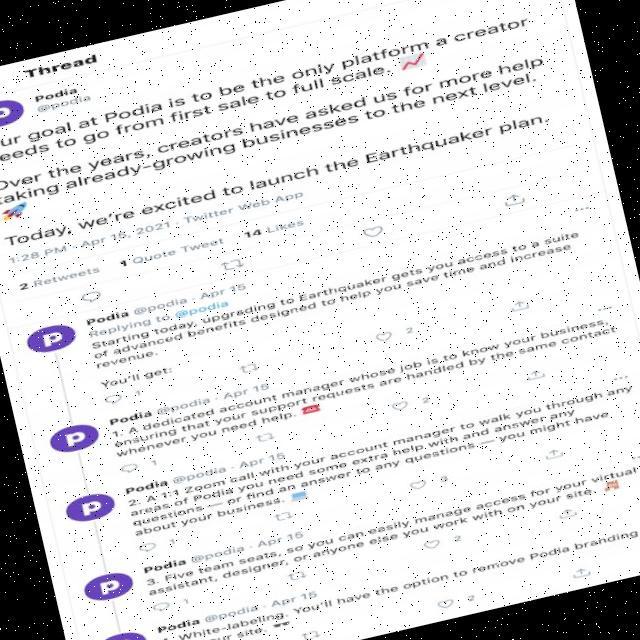 Thread
Podia
@podia
ur goal at Podia is to be the only platform a creator
eeds to go from first sale to full scale. 📈
Over the years, creators have asked us for more help
taking already-growing businesses to the next level.
🚀
Today, we're excited to launch the Earthquaker plan.
1:28 PM · Apr 15, 2021 · Twitter Web App
2 Retweets 1 Quote Tweet 14 Likes
Podia @podia · Apr 15
Replying to @podia
Starting today, upgrading to Earthquaker gets you access to a suite
of advanced benefits designed to help you save time and increase
revenue.
You'll get:
1 2
Podia @podia · Apr 15
1. A dedicated account manager whose job is to know your business,
ensuring that your support requests are handled by the same contact
whenever you need help. ☎️
1 2
Podia @podia · Apr 15
2. A 1:1 Zoom call with your account manager to walk you through any
areas of Podia you need some extra help with and answer any
questions — or find an answer to any questions — you might have
about your business.
Podia @podia · Apr 15
3. Five team seats, so you can easily manage access for your virtual
assistant, designer, or anyone else you work with on your site.
1 2
Podia @podia · Apr 15
White-labeling. You'll have the option to remove Podia branding
your site. 🕶
2